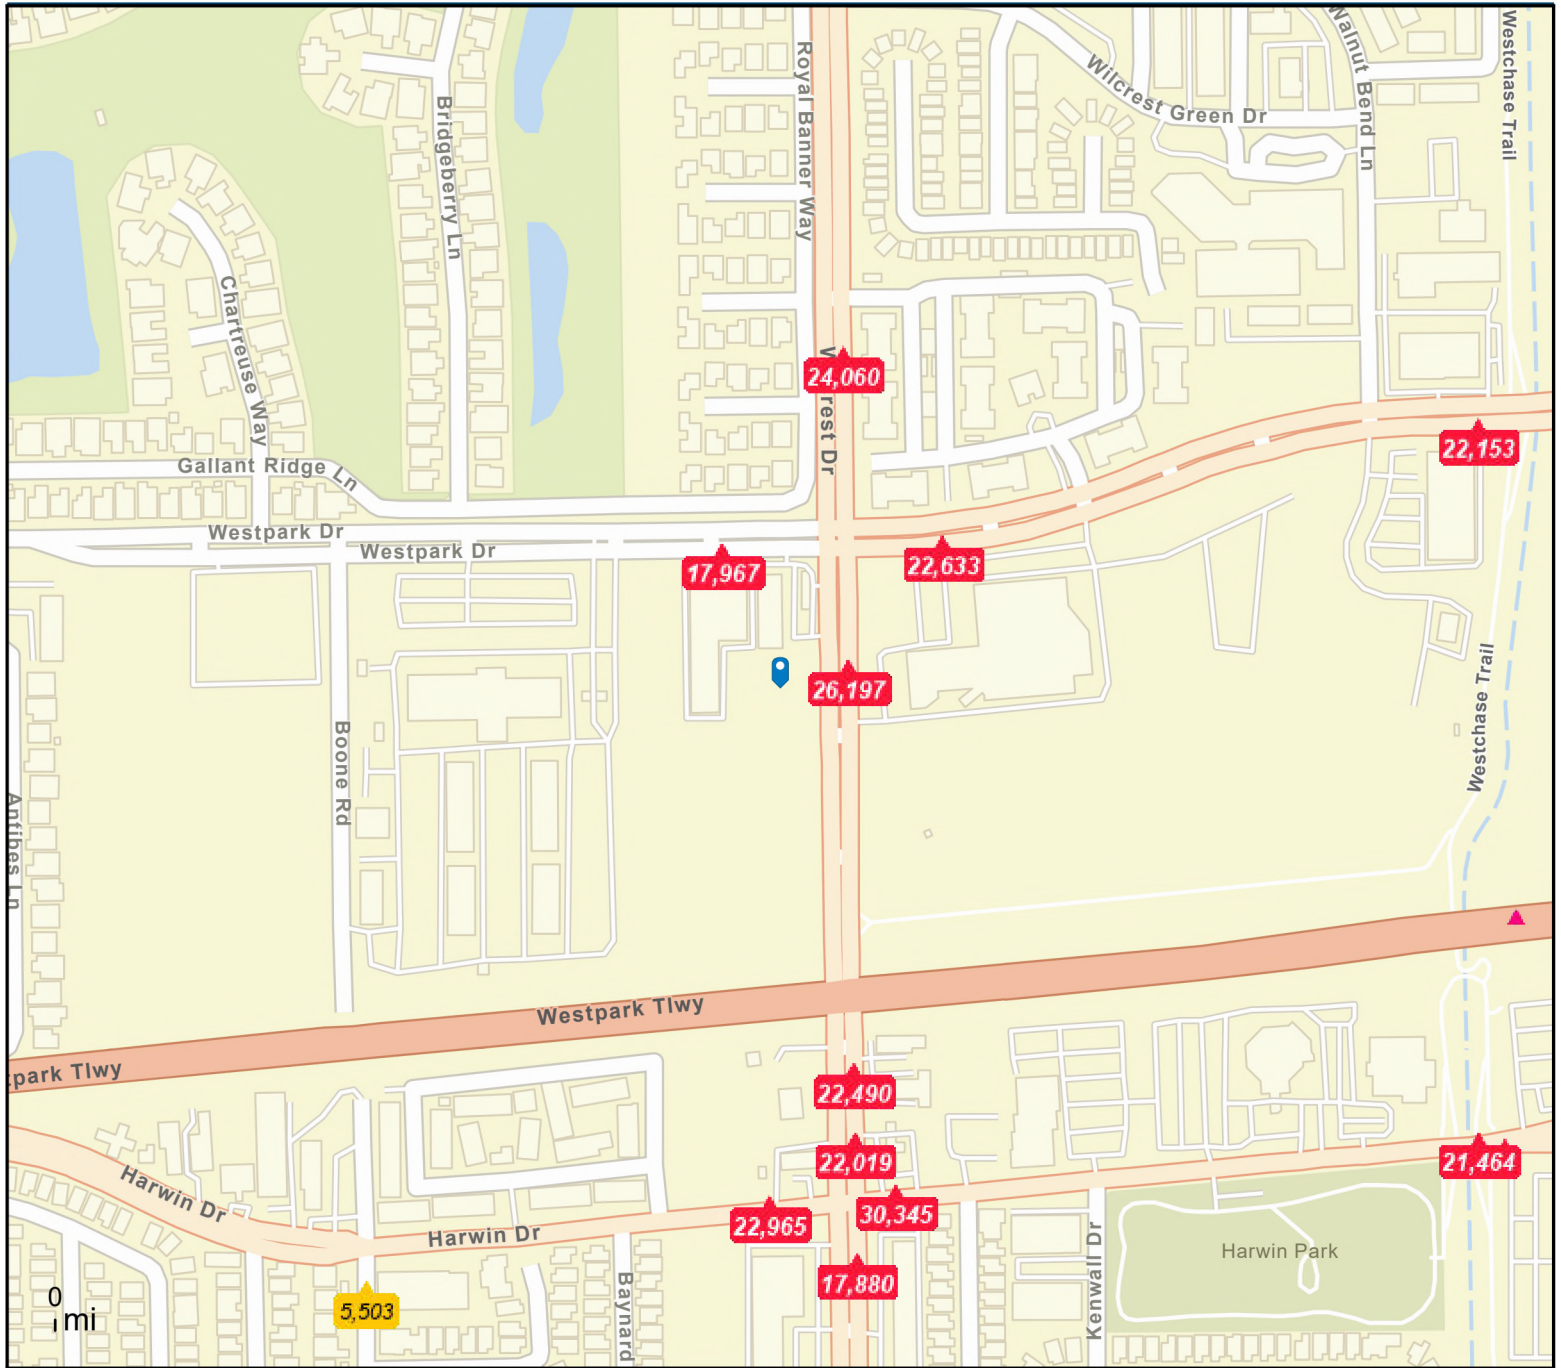 Royal Banner Way
Walnut Bend Ln
Westchase Trail
Wilcrest Green Dr
Bridgeberry Ln
Chartreuse Way
24,060
rest Dr
22,153
Gallant Ridge Ln
Westpark Dr
Westpark Dr
17,967
22,633
26,197
Westchase Trail
Boone Rd
Antibes Ln
Westpark Tlwy
tpark Tlwy
22,490
22,019
21,464
Harwin Dr
30,345
22,965
Harwin Dr
Kenwall Dr
Harwin Park
17,880
5,503
Baynard
0
mi